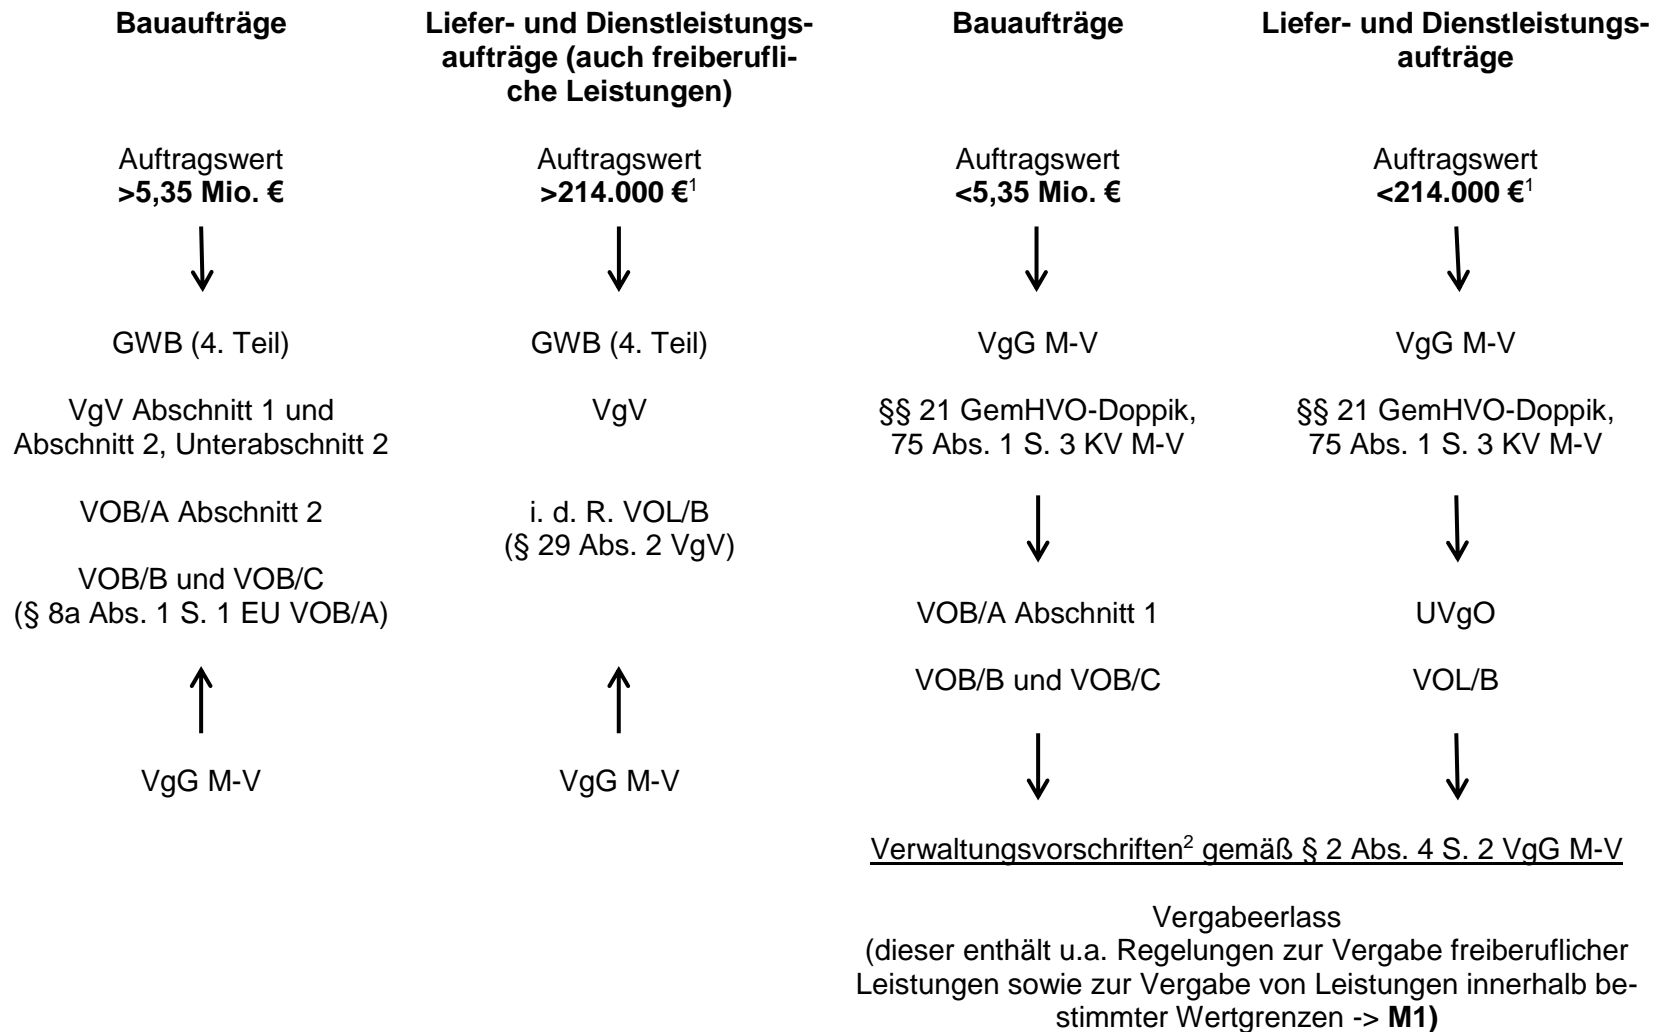 Bauaufträge
Auftragswert
>5,35 Mio. €
GWB (4. Teil)
VgV Abschnitt 1 und
Abschnitt 2, Unterabschnitt 2
VOB/A Abschnitt 2
VOB/B und VOB/C
(§ 8a Abs. 1 S. 1 EU VOB/A)
VgG M-V
Liefer- und Dienstleistungs-
aufträge (auch freiberufli-
che Leistungen)
Auftragswert
>214.000 €¹
GWB (4. Teil)
VgV
i. d. R. VOL/B
(§ 29 Abs. 2 VgV)
VgG M-V
Bauaufträge
Auftragswert
<5,35 Mio. €
VgG M-V
§§ 21 GemHVO-Doppik,
75 Abs. 1 S. 3 KV M-V
VOB/A Abschnitt 1
VOB/B und VOB/C
Liefer- und Dienstleistungs-
aufträge
Auftragswert
<214.000 €¹
VgG M-V
§§ 21 GemHVO-Doppik,
75 Abs. 1 S. 3 KV M-V
UVgO
VOL/B
Verwaltungsvorschriften² gemäß § 2 Abs. 4 S. 2 VgG M-V
Vergabeerlass
(dieser enthält u.a. Regelungen zur Vergabe freiberuflicher
Leistungen sowie zur Vergabe von Leistungen innerhalb be-
stimmter Wertgrenzen -> M1)